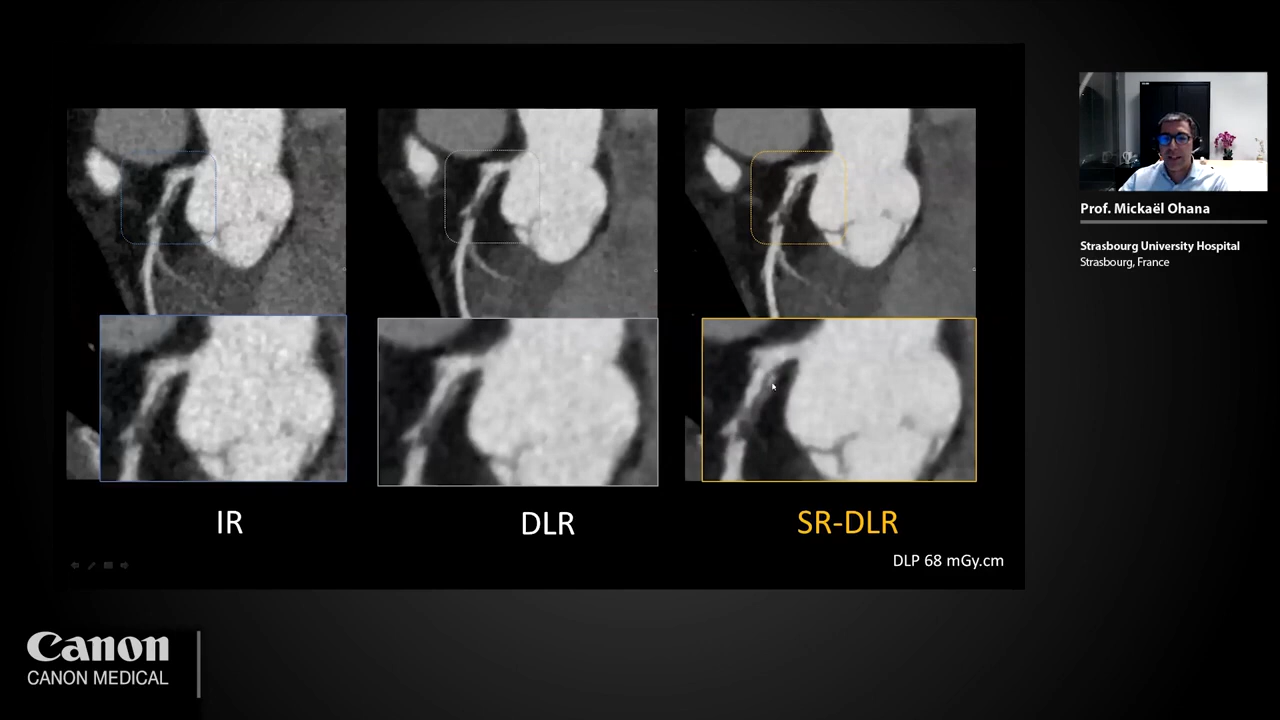 IR
DLR
SR-DLR
DLP 68 mGy.cm
Prof. Mickaël Ohana
Strasbourg University Hospital
Strasbourg, France
Canon
CANON MEDICAL